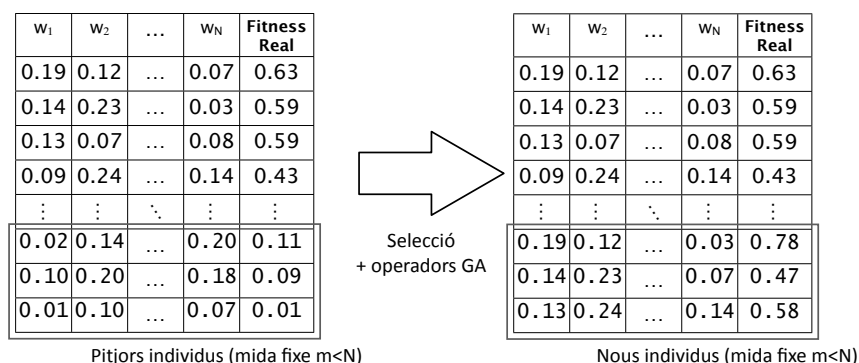 w₁ w₂ ... wN Fitness Real
0.19 0.12 ... 0.07 0.63
0.14 0.23 ... 0.03 0.59
0.13 0.07 ... 0.08 0.59
0.09 0.24 ... 0.14 0.43
⋮ ⋮ ⋱ ⋮ ⋮
0.02 0.14 ... 0.20 0.11
0.10 0.20 ... 0.18 0.09
0.01 0.10 ... 0.07 0.01
Pitjors individus (mida fixe m<N)
Selecció
+ operadors GA
w₁ w₂ ... wN Fitness Real
0.19 0.12 ... 0.07 0.63
0.14 0.23 ... 0.03 0.59
0.13 0.07 ... 0.08 0.59
0.09 0.24 ... 0.14 0.43
⋮ ⋮ ⋱ ⋮ ⋮
0.19 0.12 ... 0.03 0.78
0.14 0.23 ... 0.07 0.47
0.13 0.24 ... 0.14 0.58
Nous individus (mida fixe m<N)